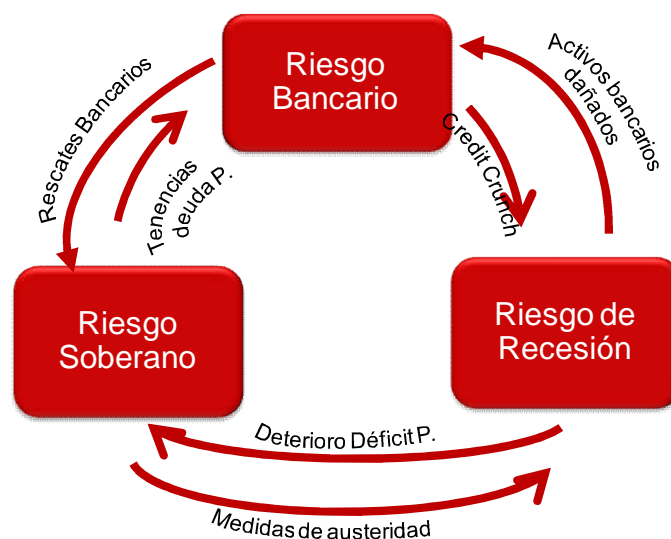 Riesgo
Bancario
Rescates Bancarios
Tenencias
deuda P.
Credit Crunch
Activos bancarios
dañados
Riesgo
Soberano
Riesgo de
Recesión
Deterioro Déficit P.
Medidas de austeridad